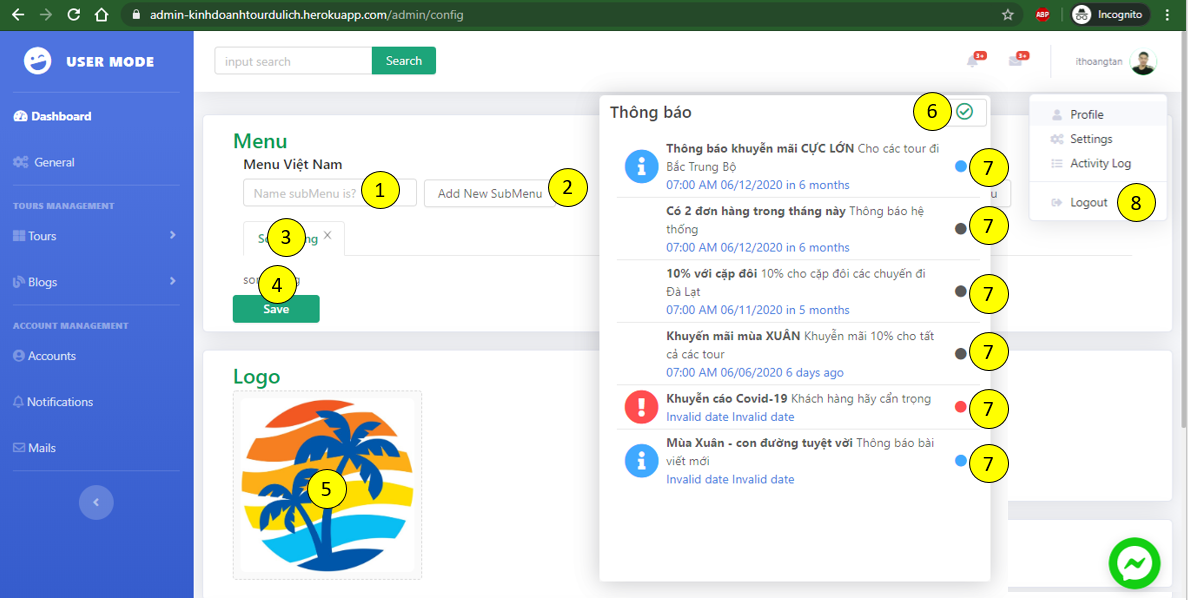 admin-kinhdoanhtourdulich.herokuapp.com/admin/config
ABP
Incognito
USER MODE
input search
Search
3+
3+
ithoangtan
Dashboard
General
TOURS MANAGEMENT
Tours
Blogs
ACCOUNT MANAGEMENT
Accounts
Notifications
Mails
Menu
Menu Việt Nam
Name subMenu is?
1
Add New SubMenu
2
3
4
Save
Logo
5
Thông báo
6
Thông báo khuyễn mãi CỰC LỚN Cho các tour đi
Bắc Trung Bộ
07:00 AM 06/12/2020 in 6 months
7
Có 2 đơn hàng trong tháng này Thông báo hệ
thống
07:00 AM 06/12/2020 in 6 months
7
10% với cặp đôi 10% cho cặp đôi các chuyến đi
Đà Lạt
07:00 AM 06/11/2020 in 5 months
7
Khuyến mãi mùa XUÂN Khuyễn mãi 10% cho tất
cả các tour
07:00 AM 06/06/2020 6 days ago
7
Khuyễn cáo Covid-19 Khách hàng hãy cẩn trọng
Invalid date Invalid date
7
Mùa Xuân - con đường tuyệt vời Thông báo bài
viết mới
Invalid date Invalid date
7
Profile
Settings
Activity Log
Logout
8